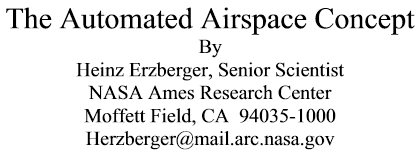 The Automated Airspace Concept
By
Heinz Erzberger, Senior Scientist
NASA Ames Research Center
Moffett Field, CA  94035-1000
Herzberger@mail.arc.nasa.gov